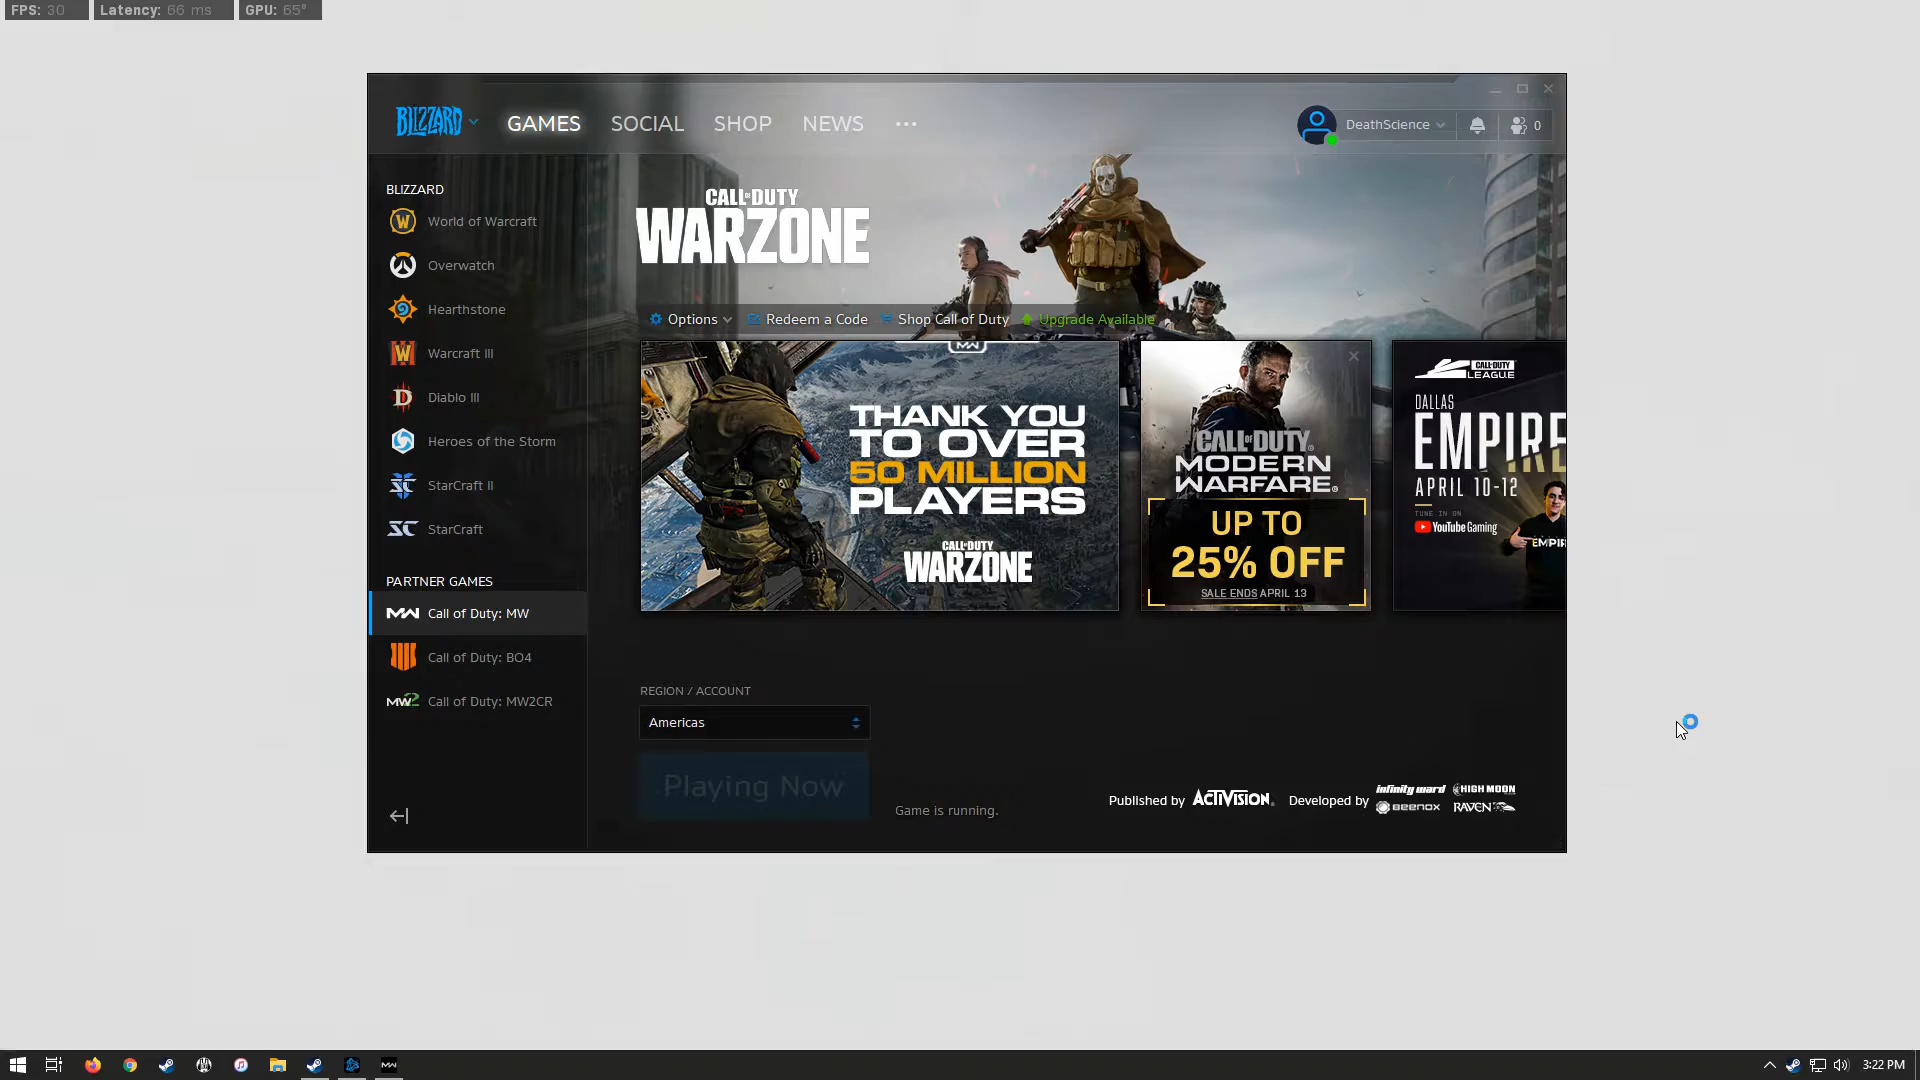 FPS: 30 Latency: 66 ms GPU: 65°
BLIZZARD GAMES SOCIAL SHOP NEWS
DeathScience 0
BLIZZARD
World of Warcraft
Overwatch
Hearthstone
Warcraft III
Diablo III
Heroes of the Storm
StarCraft II
StarCraft
PARTNER GAMES
Call of Duty: MW
Call of Duty: BO4
Call of Duty: MW2CR
CALL OF DUTY
WARZONE
Options Redeem a Code Shop Call of Duty Upgrade Available
MW
THANK YOU
TO OVER
50 MILLION
PLAYERS
CALL OF DUTY
WARZONE
CALL OF DUTY®
MODERN
WARFARE®
UP TO
25% OFF
SALE ENDS APRIL 13
CALL OF DUTY
LEAGUE
DALLAS
EMPIRE
APRIL 10-12
TUNE IN ON
YouTube Gaming
EMPIR
REGION / ACCOUNT
Americas
Playing Now
Game is running.
Published by ACTIVISION. Developed by infinity ward HIGH MOON
BEENOX RAVEN
3:22 PM